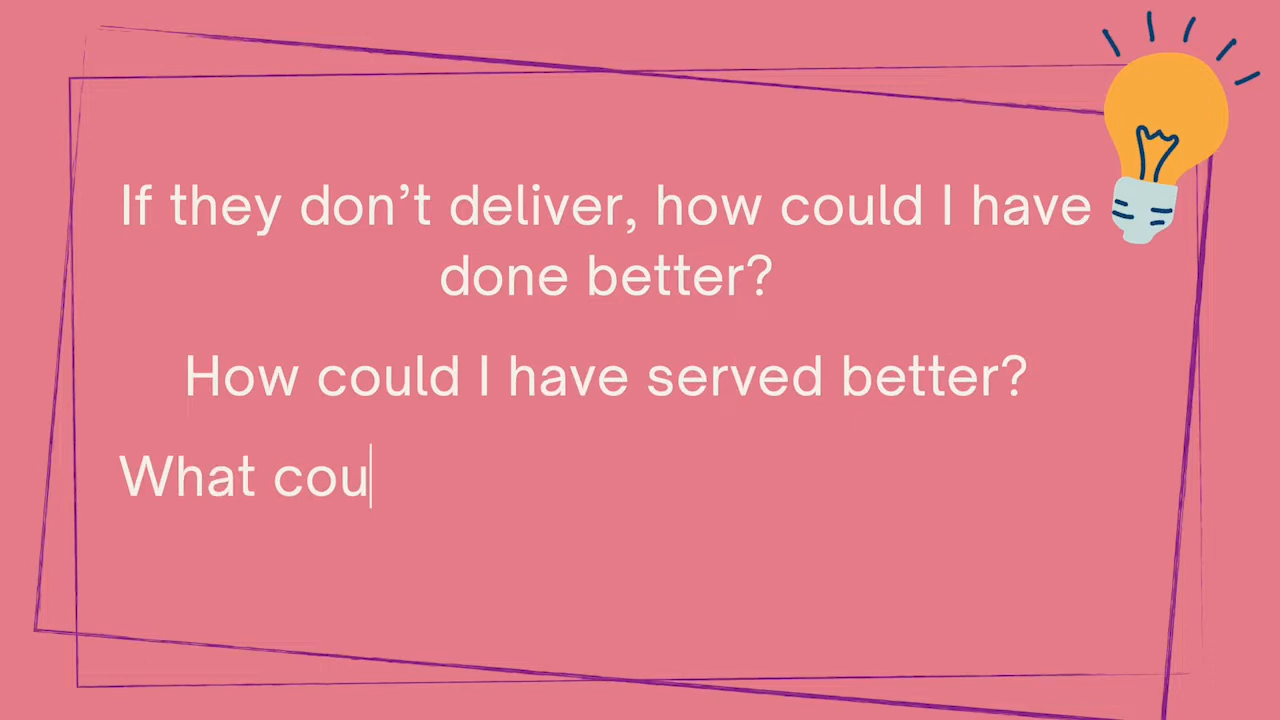 If they don’t deliver, how could I have
done better?
How could I have served better?
What cou